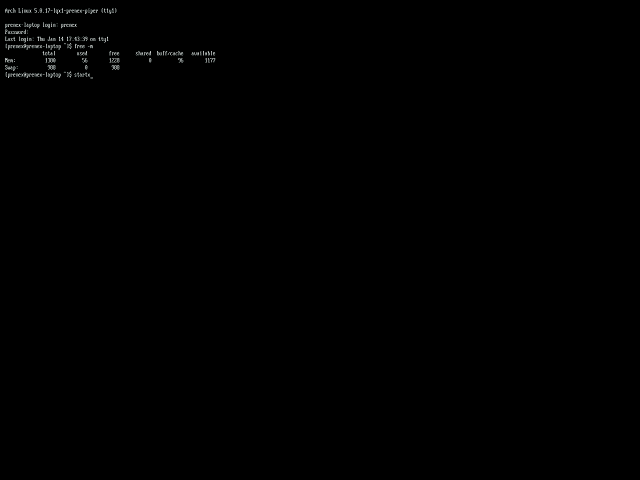 Arch Linux 5.8.17-lqx1-prenex-piper (tty1)
prenex-laptop login: prenex
Password:
Last login: Thu Jan 14 17:43:39 on tty1
[prenex@prenex-laptop ~]$ free -m
total used free shared buff/cache available
Mem: 1380 56 1228 0 96 1177
Swap: 988 0 988
[prenex@prenex-laptop ~]$ startx_